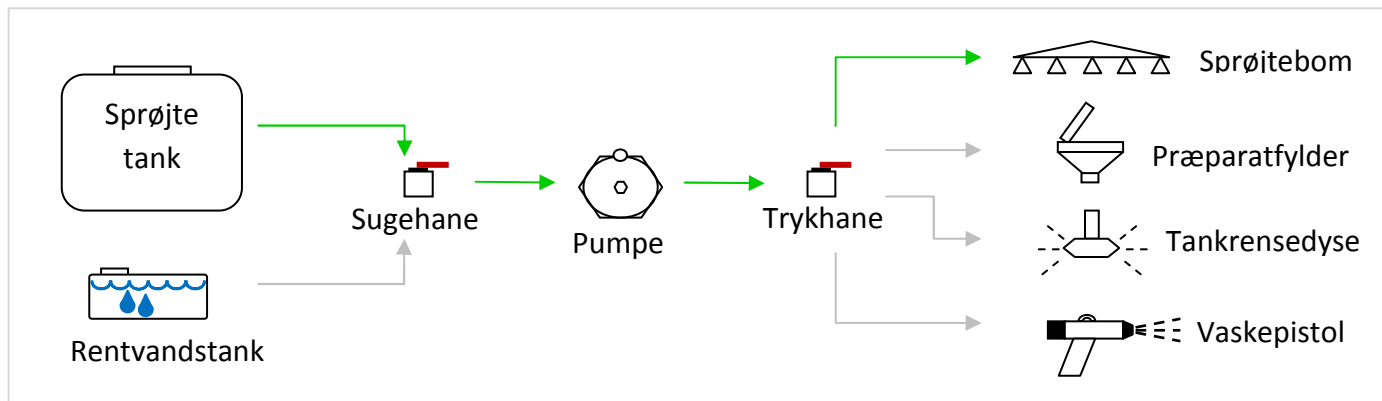 Sprøjte
tank
Sugehane
Rentvandstank
Pumpe
Trykhane
Sprøjtebom
Præparatfylder
Tankrensedyse
Vaskepistol